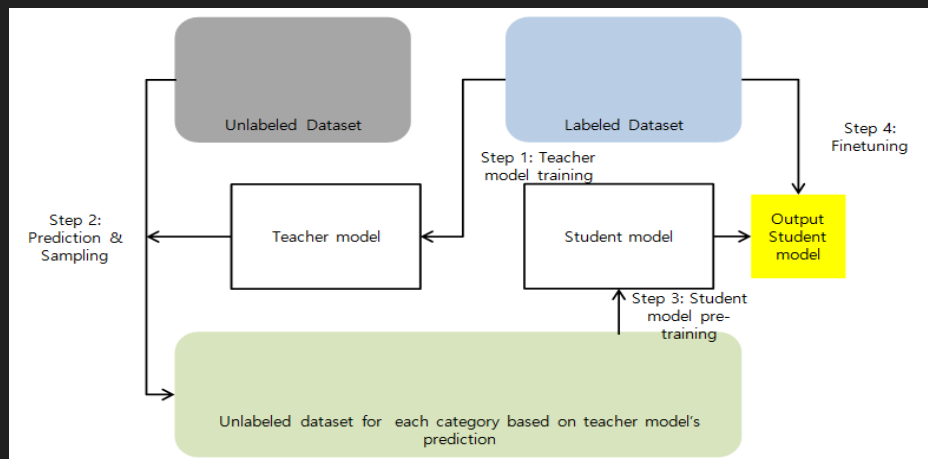 Unlabeled Dataset
Labeled Dataset
Step 4:
Finetuning
Step 1: Teacher
model training
Step 2:
Prediction &
Sampling
Teacher model
Student model
Output
Student
model
Step 3: Student
model pre-
training
Unlabeled dataset for each category based on teacher model's
prediction